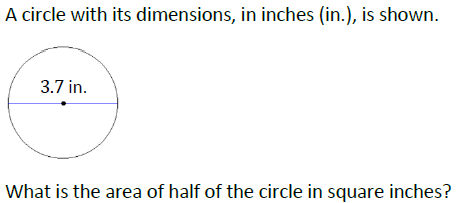 A circle with its dimensions, in inches (in.), is shown.
3.7 in.
What is the area of half of the circle in square inches?